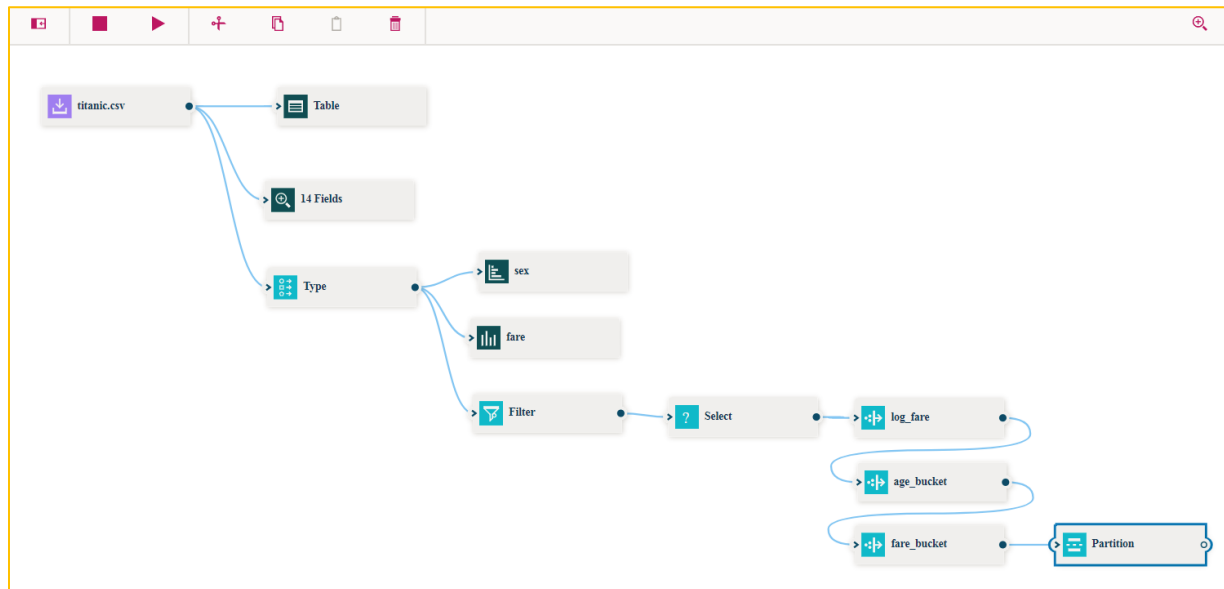 titanic.csv
Table
14 Fields
Type
sex
fare
Filter
? Select
log_fare
age_bucket
fare_bucket
Partition